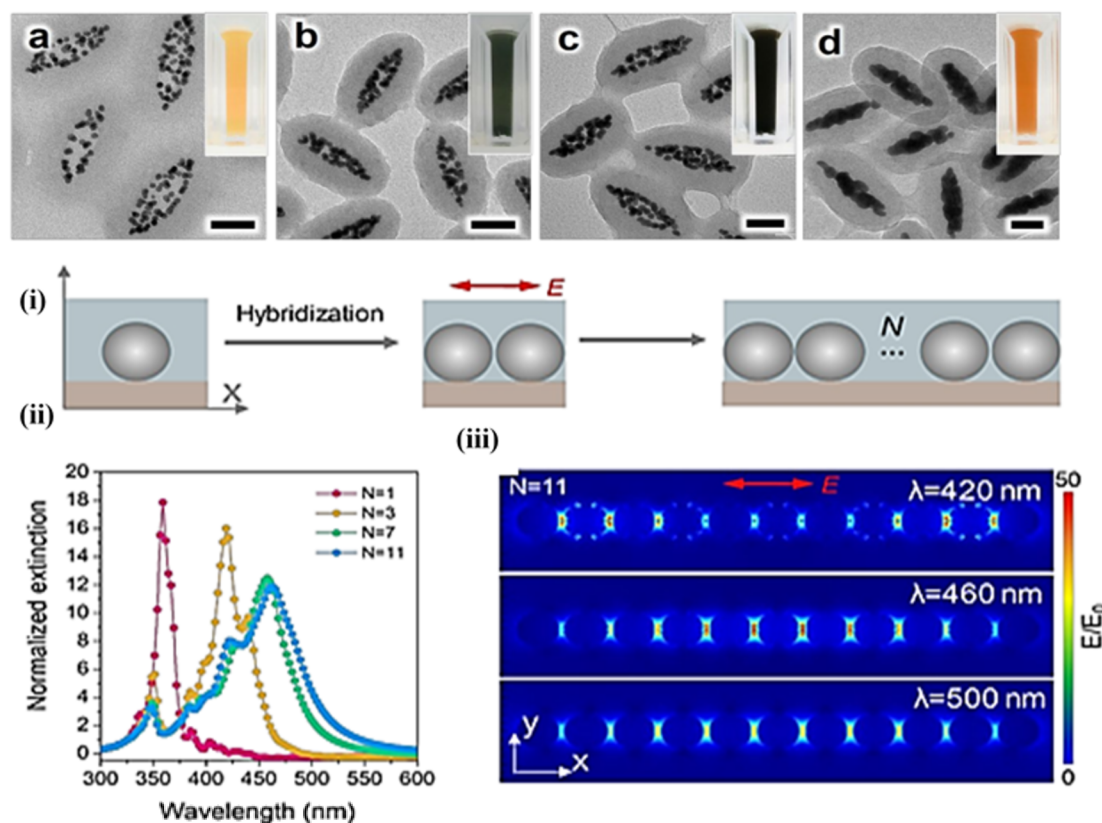 a b c d
(i)
Hybridization
E
N
...
X
(ii)
(iii)
20
18
16
14
12
10
8
6
4
2
0
Normalized extinction
N=1
N=3
N=7
N=11
300 350 400 450 500 550 600
Wavelength (nm)
N=11
E
λ=420 nm
λ=460 nm
λ=500 nm
y
x
50
E/E₀
0